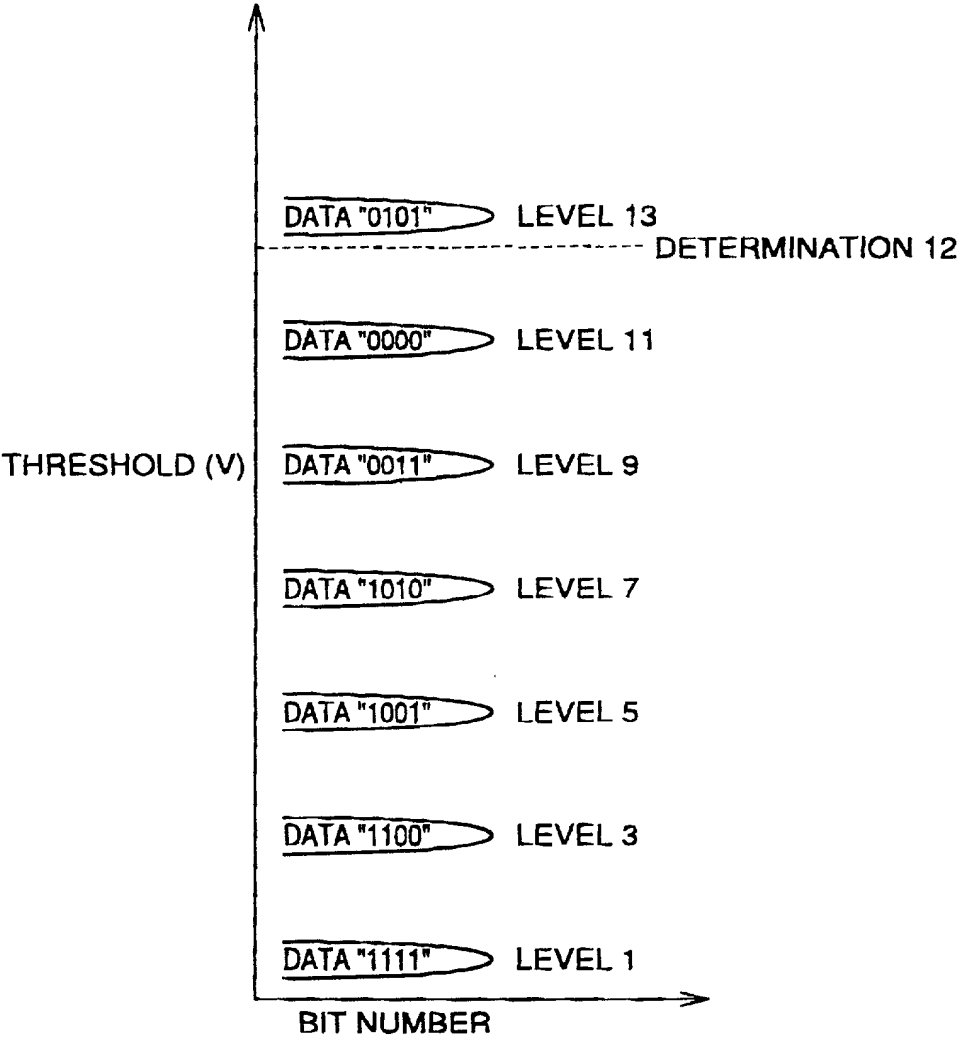 DATA "0101" LEVEL 13
DETERMINATION 12
DATA "0000" LEVEL 11
THRESHOLD (V)
DATA "0011" LEVEL 9
DATA "1010" LEVEL 7
DATA "1001" LEVEL 5
DATA "1100" LEVEL 3
DATA "1111" LEVEL 1
BIT NUMBER